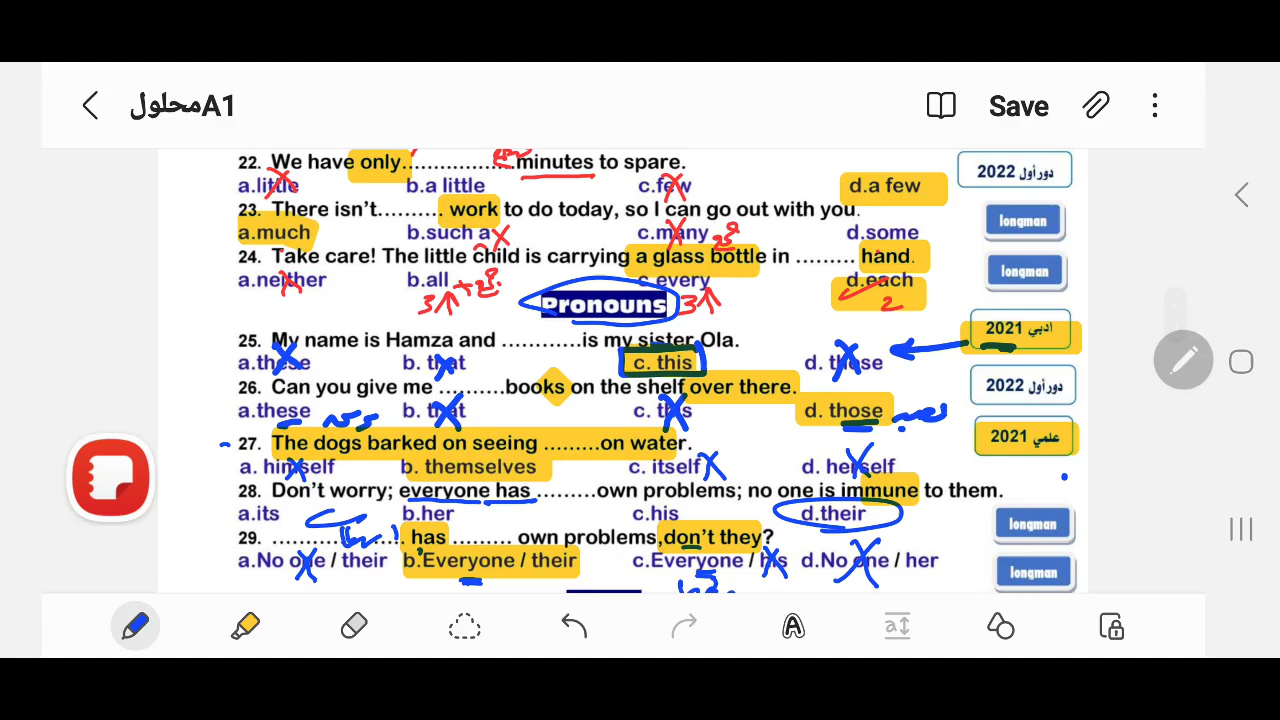 محلولA1
Save
22. We have only....................minutes to spare.
دورأول 2022
a.little b.a little c.few d.a few
23. There isn't.......... work to do today, so I can go out with you.
longman
a.much b.such a c.many d.some
24. Take care! The little child is carrying a glass bottle in ......... hand.
longman
a.neither b.all c.every d.each
3 3 2
Pronouns
25. My name is Hamza and ............is my sister Ola.
ادبي 2021
a.these b. that c. this d. those
26. Can you give me ..........books on the shelf over there.
دورأول 2022
a.these b. that c. this d. those
27. The dogs barked on seeing .........on water.
علمي 2021
a. himself b. themselves c. itself d. herself
28. Don't worry; everyone has .........own problems; no one is immune to them.
a.its b.her c.his d.their
longman
29. .................... has ......... own problems,don't they?
a.No one / their b.Everyone / their c.Everyone / his d.No one / her
longman